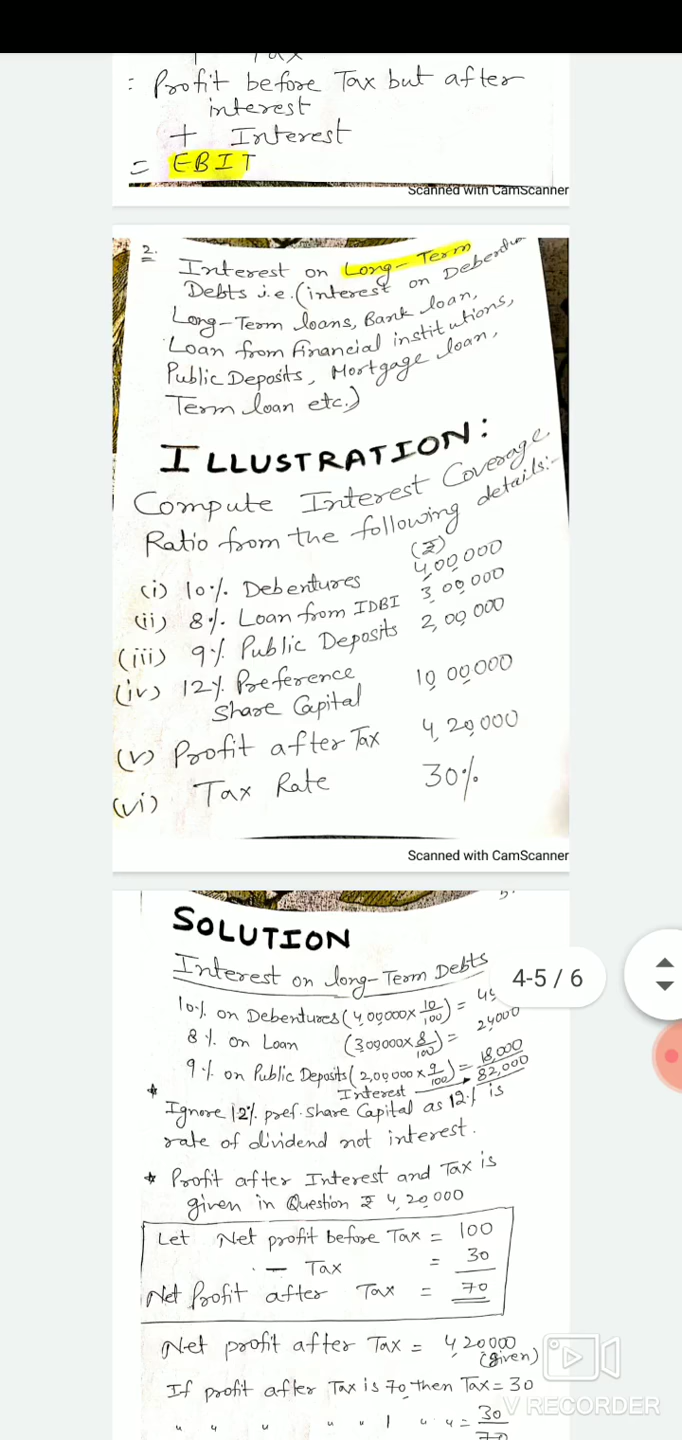 + Tax
= Profit before Tax but after
interest
+ Interest
= EBIT
Scanned with CamScanner
2. Interest on Long-Term
Debts i.e. (interest on Debenture
Long-Term loans, Bank loan,
Loan from financial institutions,
Public Deposits, Mortgage loan,
Term loan etc.)
ILLUSTRATION:
Compute Interest Coverage
Ratio from the following details:-
(₹)
(i) 10% Debentures 4,00,000
(ii) 8% Loan from IDBI 3,00,000
(iii) 9% Public Deposits 2,00,000
(iv) 12% Preference
Share Capital 10,00,000
(v) Profit after Tax 4,20,000
(vi) Tax Rate 30%
Scanned with CamScanner
SOLUTION
Interest on long-Term Debts
4-5 / 6
10% on Debentures (4,00,000 x 10/100) =
8% on Loan (3,00,000 x 8/100) = 24,000
9% on Public Deposits (2,00,000 x 9/100) = 18,000
Interest 82,000
* Ignore 12% pref. share Capital as 12% is
rate of dividend not interest.
* Profit after Interest and Tax is
given in Question ₹ 4,20,000
Let Net profit before Tax = 100
- Tax = 30
Net Profit after Tax = 70
Net profit after Tax = 4,20,000
(given)
If profit after Tax is 70, then Tax = 30
" " " " " 1 " " = 30/70
V RECORDER